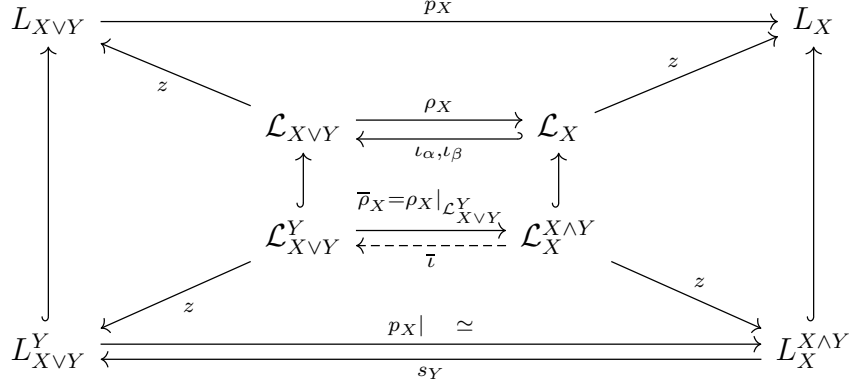 L_{X∨Y} p_X L_X
z z
𝓛_{X∨Y} ρ_X 𝓛_X
ι_α,ι_β
ρ̅_X=ρ_X|_{𝓛^Y_{X∨Y}}
𝓛^Y_{X∨Y} 𝓛^{X∧Y}_X
ι̅
z z
p_X| ≃
L^Y_{X∨Y} L^{X∧Y}_X
s_Y